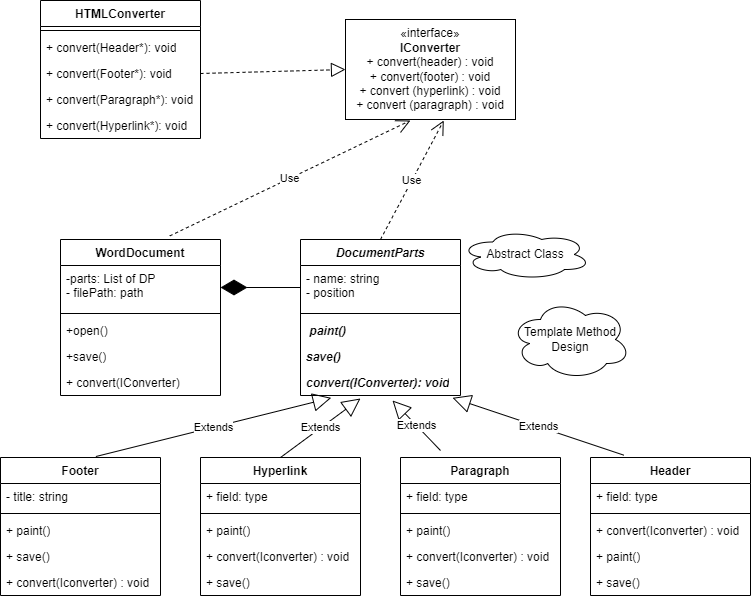 HTMLConverter
+ convert(Header*): void
+ convert(Footer*): void
+ convert(Paragraph*): void
+ convert(Hyperlink*): void
«interface»
IConverter
+ convert(header) : void
+ convert(footer) : void
+ convert (hyperlink) : void
+ convert (paragraph) : void
Use
Use
WordDocument
-parts: List of DP
- filePath: path
+open()
+save()
+ convert(IConverter)
DocumentParts
- name: string
- position
paint()
save()
convert(IConverter): void
Abstract Class
Template Method
Design
Extends
Extends
Extends
Extends
Footer
- title: string
+ paint()
+ save()
+ convert(Iconverter) : void
Hyperlink
+ field: type
+ paint()
+ convert(Iconverter) : void
+ save()
Paragraph
+ field: type
+ paint()
+ convert(Iconverter) : void
+ save()
Header
+ field: type
+ convert(Iconverter) : void
+ paint()
+ save()